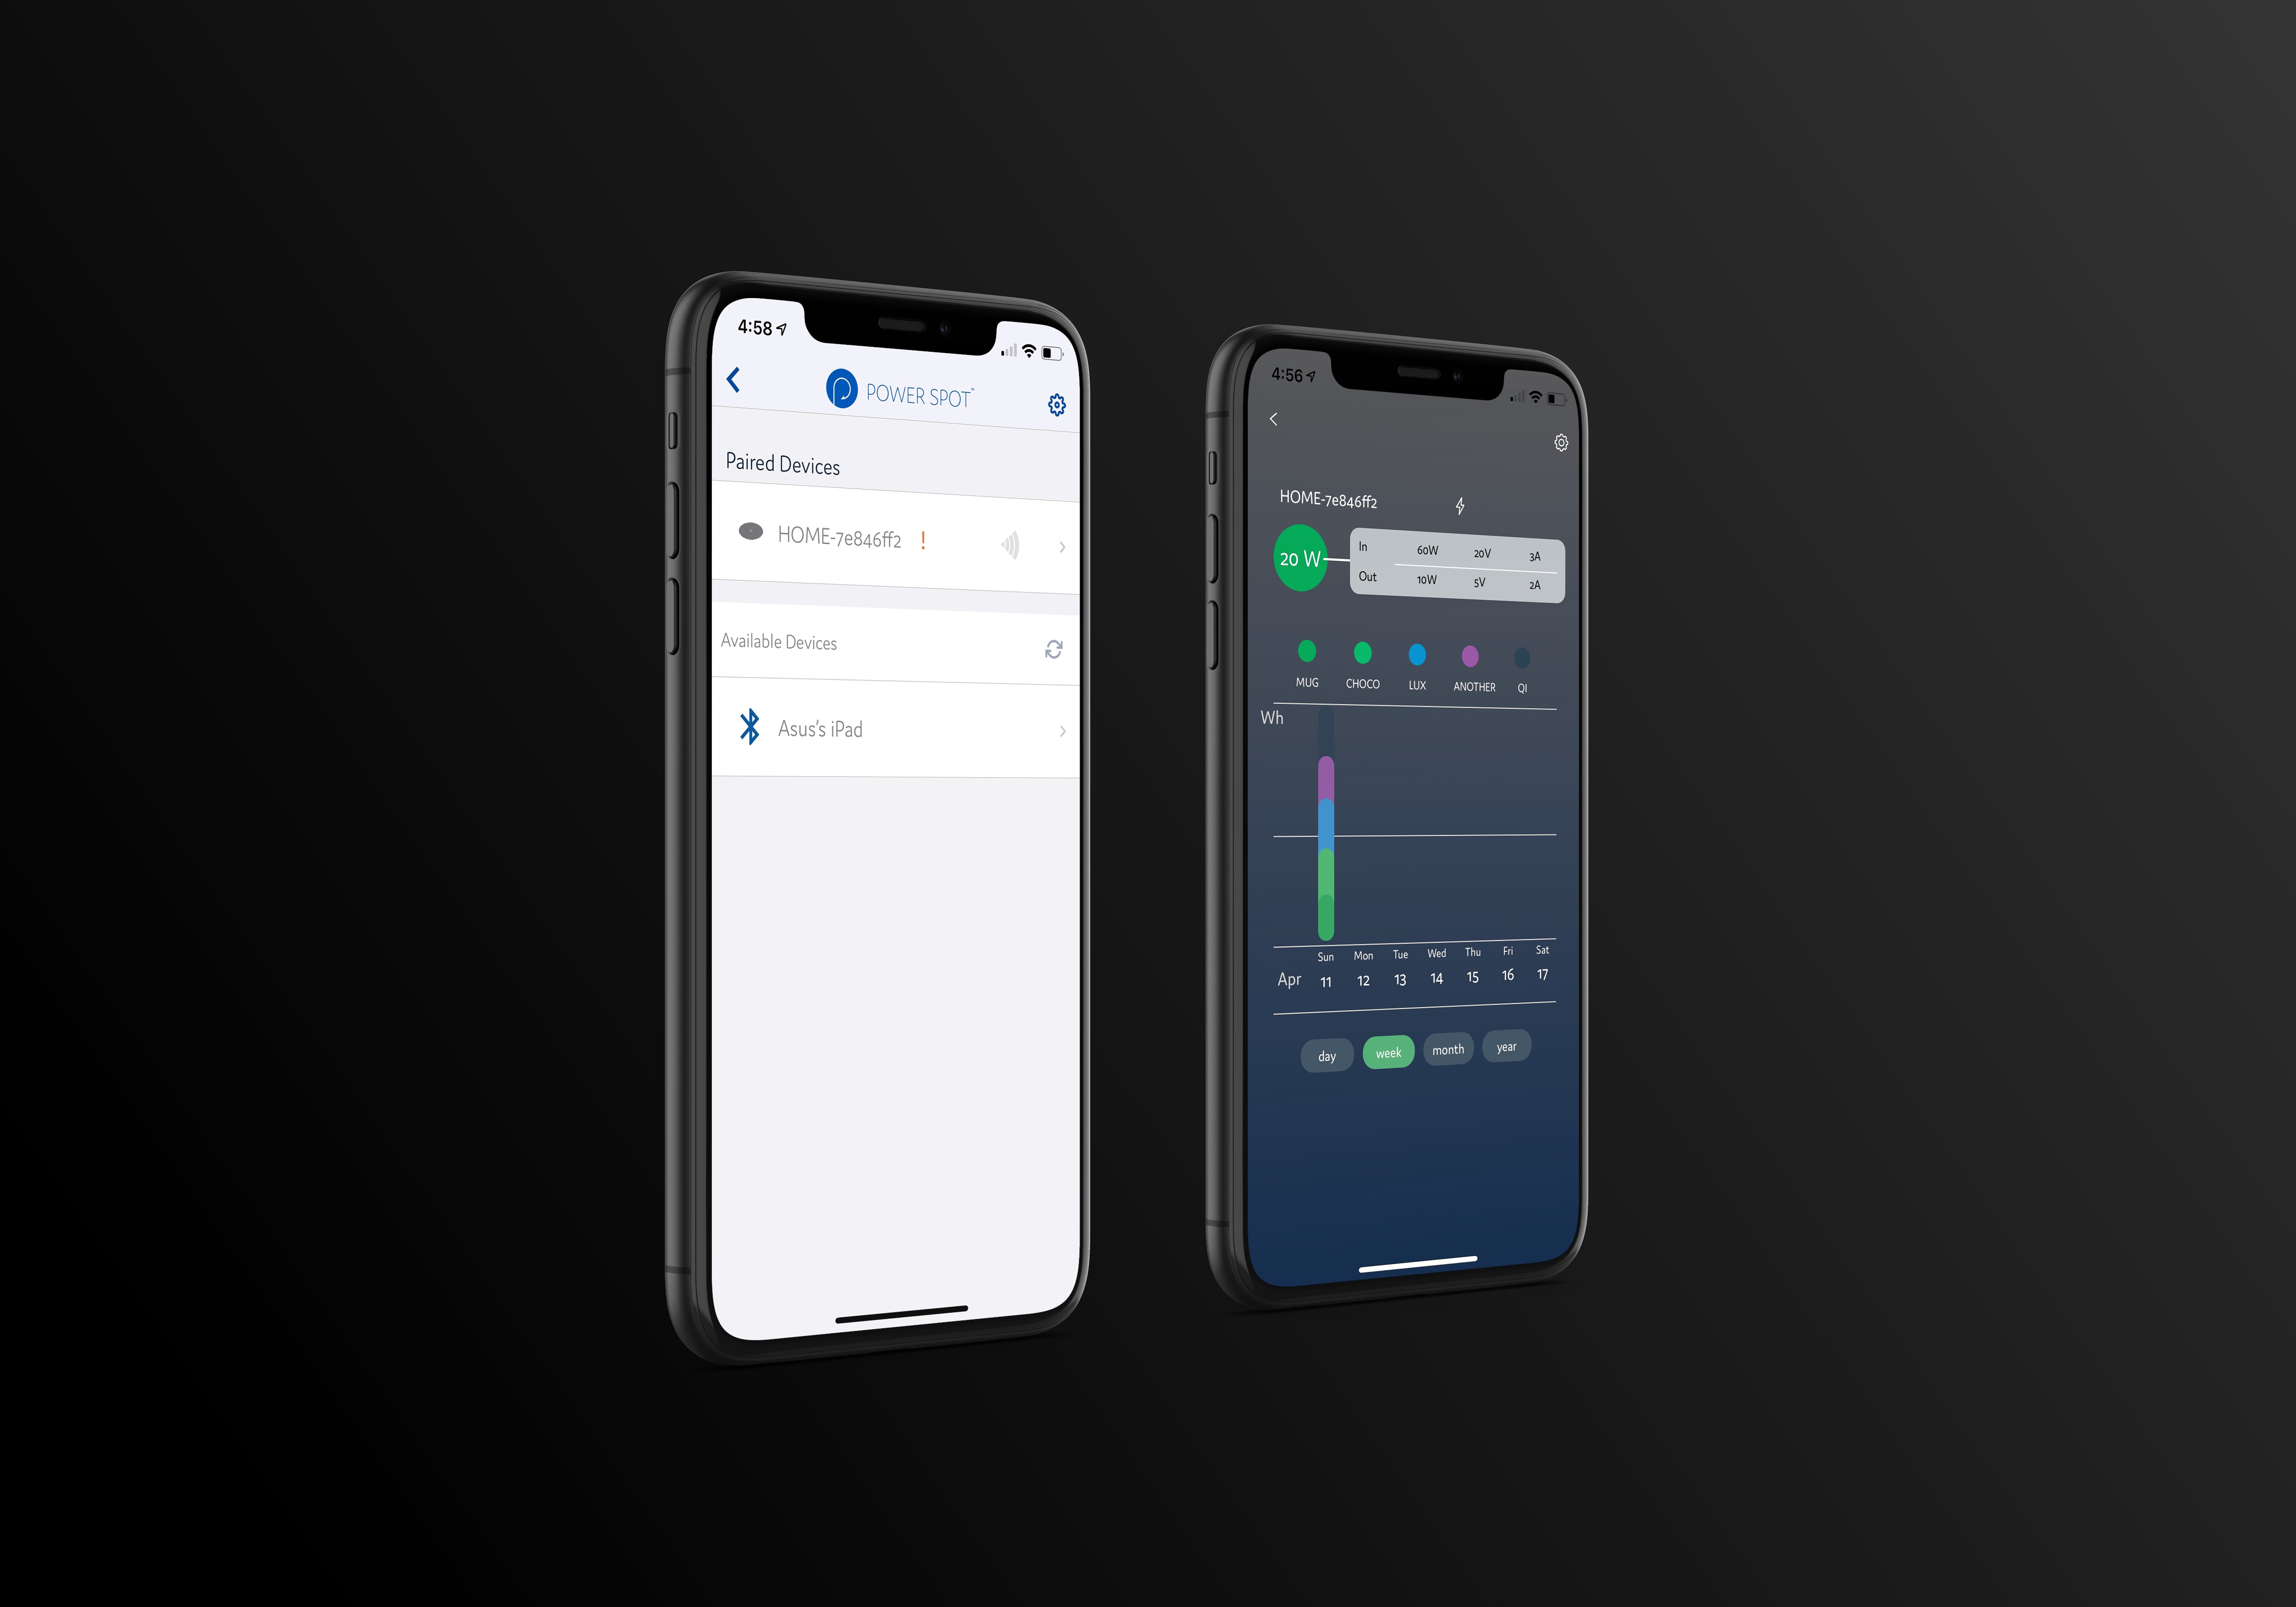 4:58
POWER SPOT™
Paired Devices
HOME-7e846ff2 !
Available Devices
Asus's iPad
4:56
HOME-7e846ff2
20 W
In 60W 20V 3A
Out 10W 5V 2A
MUG CHOCO LUX ANOTHER QI
Wh
Sun Mon Tue Wed Thu Fri Sat
Apr 11 12 13 14 15 16 17
day week month year